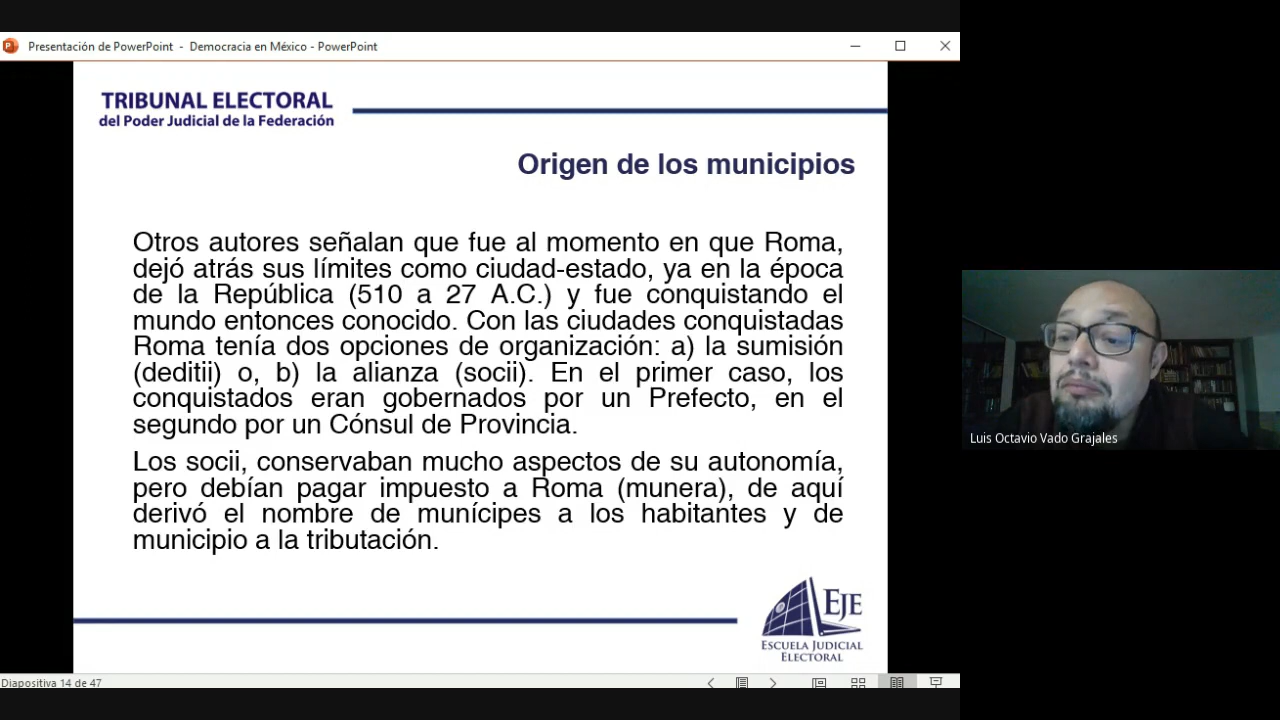 Presentación de PowerPoint - Democracia en México - PowerPoint
TRIBUNAL ELECTORAL
del Poder Judicial de la Federación
Origen de los municipios
Otros autores señalan que fue al momento en que Roma,
dejó atrás sus límites como ciudad-estado, ya en la época
de la República (510 a 27 A.C.) y fue conquistando el
mundo entonces conocido. Con las ciudades conquistadas
Roma tenía dos opciones de organización: a) la sumisión
(deditii) o, b) la alianza (socii). En el primer caso, los
conquistados eran gobernados por un Prefecto, en el
segundo por un Cónsul de Provincia.
Los socii, conservaban mucho aspectos de su autonomía,
pero debían pagar impuesto a Roma (munera), de aquí
derivó el nombre de munícipes a los habitantes y de
municipio a la tributación.
EJE
ESCUELA JUDICIAL
ELECTORAL
Diapositiva 14 de 47
Luis Octavio Vado Grajales